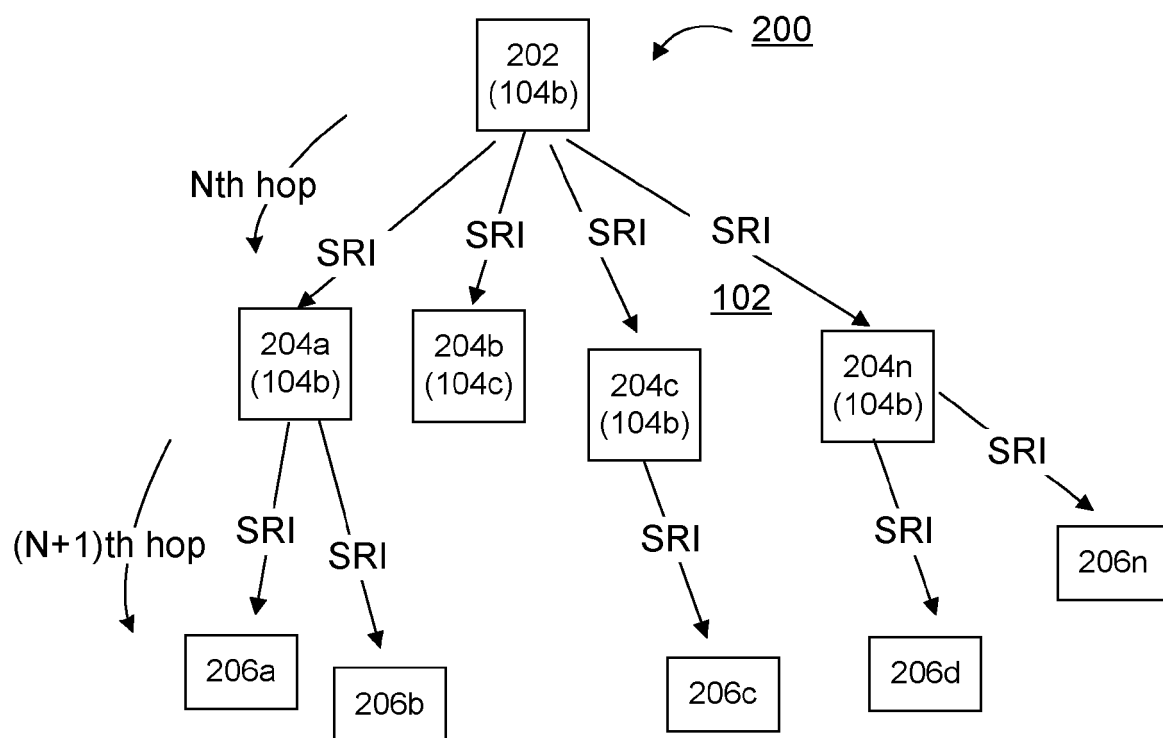 200
202
(104b)
Nth hop
SRI
SRI
SRI
SRI
102
204a
(104b)
204b
(104c)
204c
(104b)
204n
(104b)
SRI
(N+1)th hop
SRI
SRI
SRI
SRI
206n
206a
206b
206c
206d